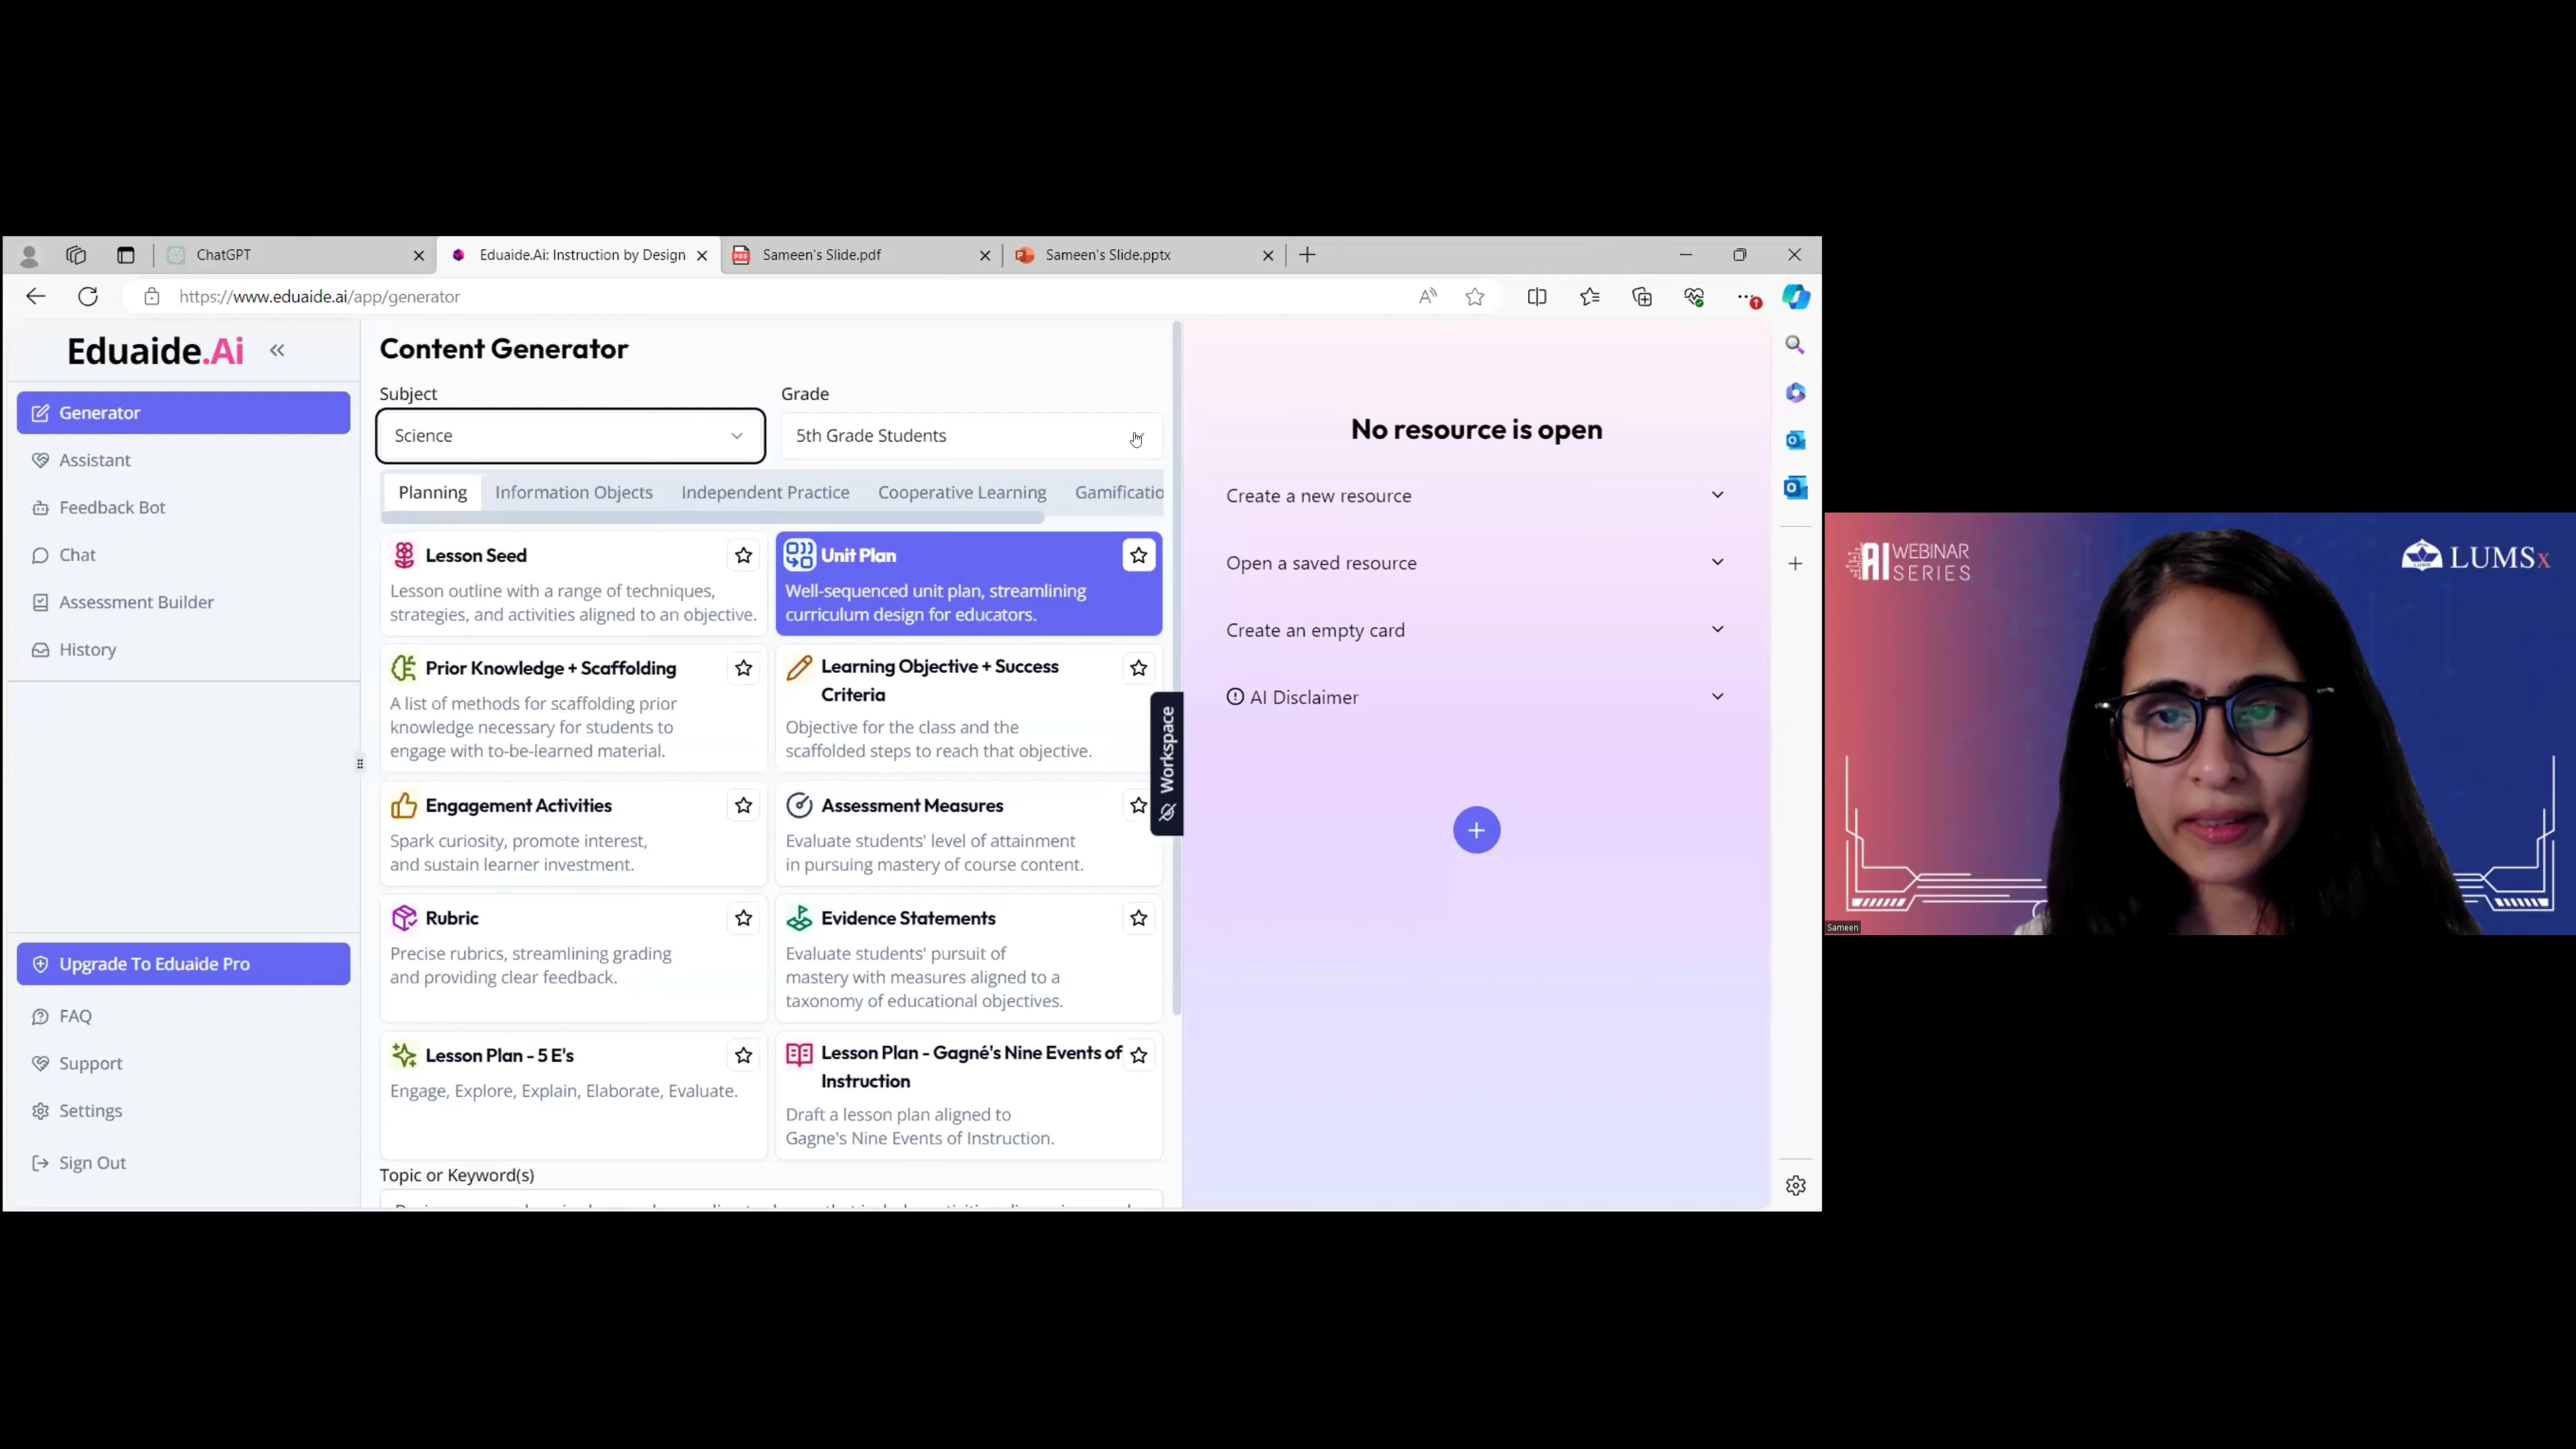 ChatGPT
Eduaide.Ai: Instruction by Design
Sameen's Slide.pdf
Sameen's Slide.pptx
https://www.eduaide.ai/app/generator
Eduaide.Ai
Generator
Assistant
Feedback Bot
Chat
Assessment Builder
History
Upgrade To Eduaide Pro
FAQ
Support
Settings
Sign Out
Content Generator
Subject
Grade
Science
5th Grade Students
Planning
Information Objects
Independent Practice
Cooperative Learning
Gamificatio
Lesson Seed
Lesson outline with a range of techniques,
strategies, and activities aligned to an objective.
Unit Plan
Well-sequenced unit plan, streamlining
curriculum design for educators.
Prior Knowledge + Scaffolding
A list of methods for scaffolding prior
knowledge necessary for students to
engage with to-be-learned material.
Learning Objective + Success
Criteria
Objective for the class and the
scaffolded steps to reach that objective.
Engagement Activities
Spark curiosity, promote interest,
and sustain learner investment.
Assessment Measures
Evaluate students' level of attainment
in pursuing mastery of course content.
Rubric
Precise rubrics, streamlining grading
and providing clear feedback.
Evidence Statements
Evaluate students' pursuit of
mastery with measures aligned to a
taxonomy of educational objectives.
Lesson Plan - 5 E's
Engage, Explore, Explain, Elaborate, Evaluate.
Lesson Plan - Gagné's Nine Events of
Instruction
Draft a lesson plan aligned to
Gagne's Nine Events of Instruction.
Topic or Keyword(s)
Workspace
No resource is open
Create a new resource
Open a saved resource
Create an empty card
AI Disclaimer
AI WEBINAR
SERIES
LUMSx
Sameen